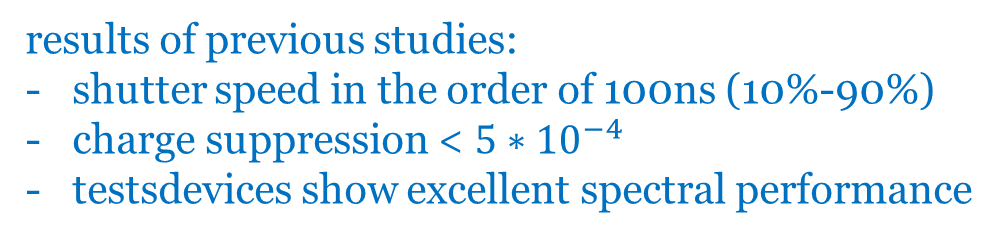 results of previous studies:
- shutter speed in the order of 100ns (10%-90%)
- charge suppression < 5 ∗ 10⁻⁴
- testsdevices show excellent spectral performance